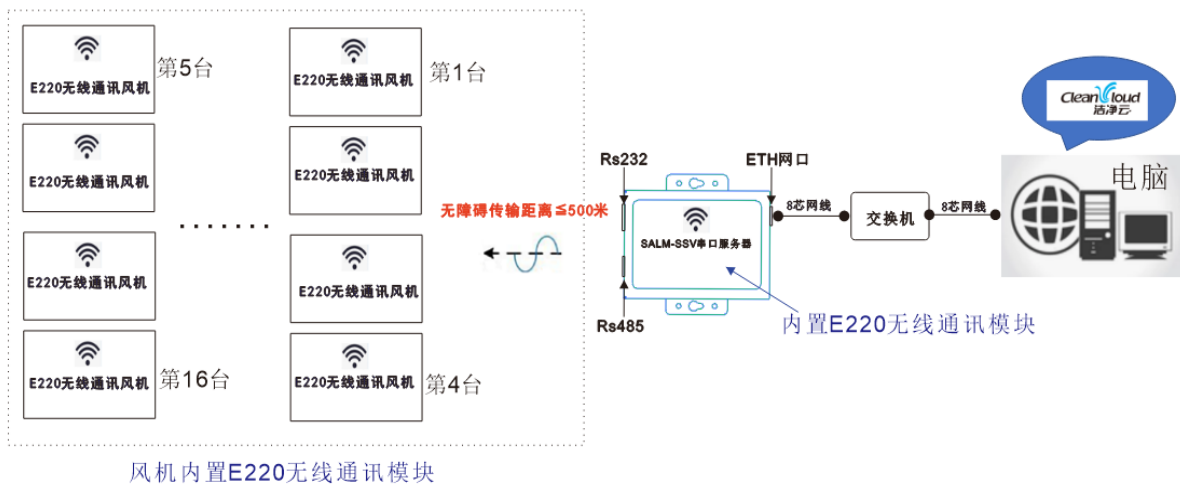 E220无线通讯风机
第5台
E220无线通讯风机
第1台
E220无线通讯风机
E220无线通讯风机
.......
E220无线通讯风机
E220无线通讯风机
E220无线通讯风机
第16台
E220无线通讯风机
第4台
风机内置E220无线通讯模块
无障碍传输距离≦500米
Rs232
ETH网口
SALM-SSV串口服务器
Rs485
内置E220无线通讯模块
8芯网线
交换机
8芯网线
Clean Cloud
洁净云
电脑